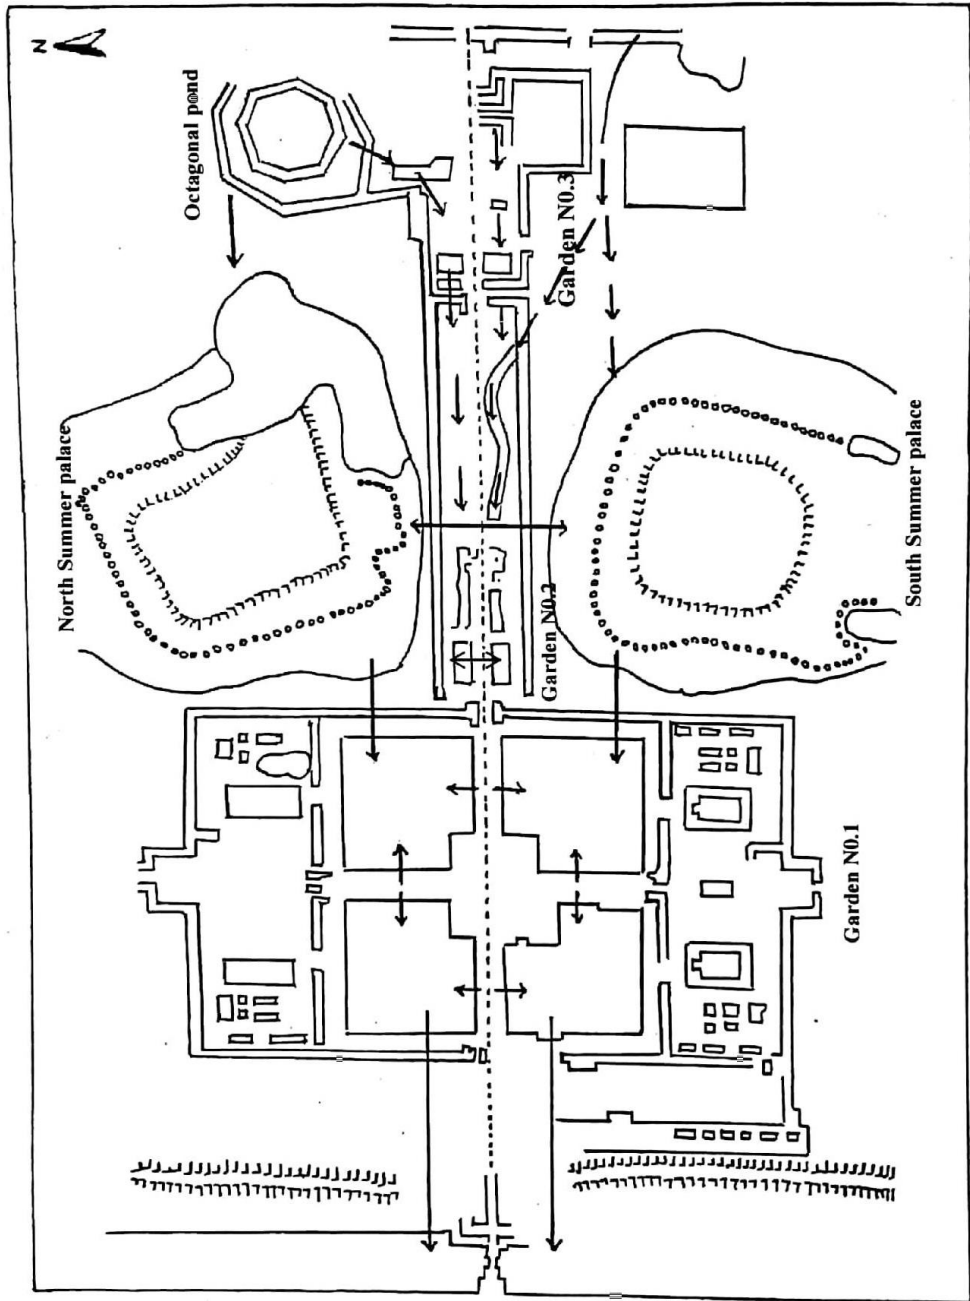 N
Octagonal pond
North Summer palace
Garden N0.3
Garden N0.2
South Summer palace
Garden N0.1